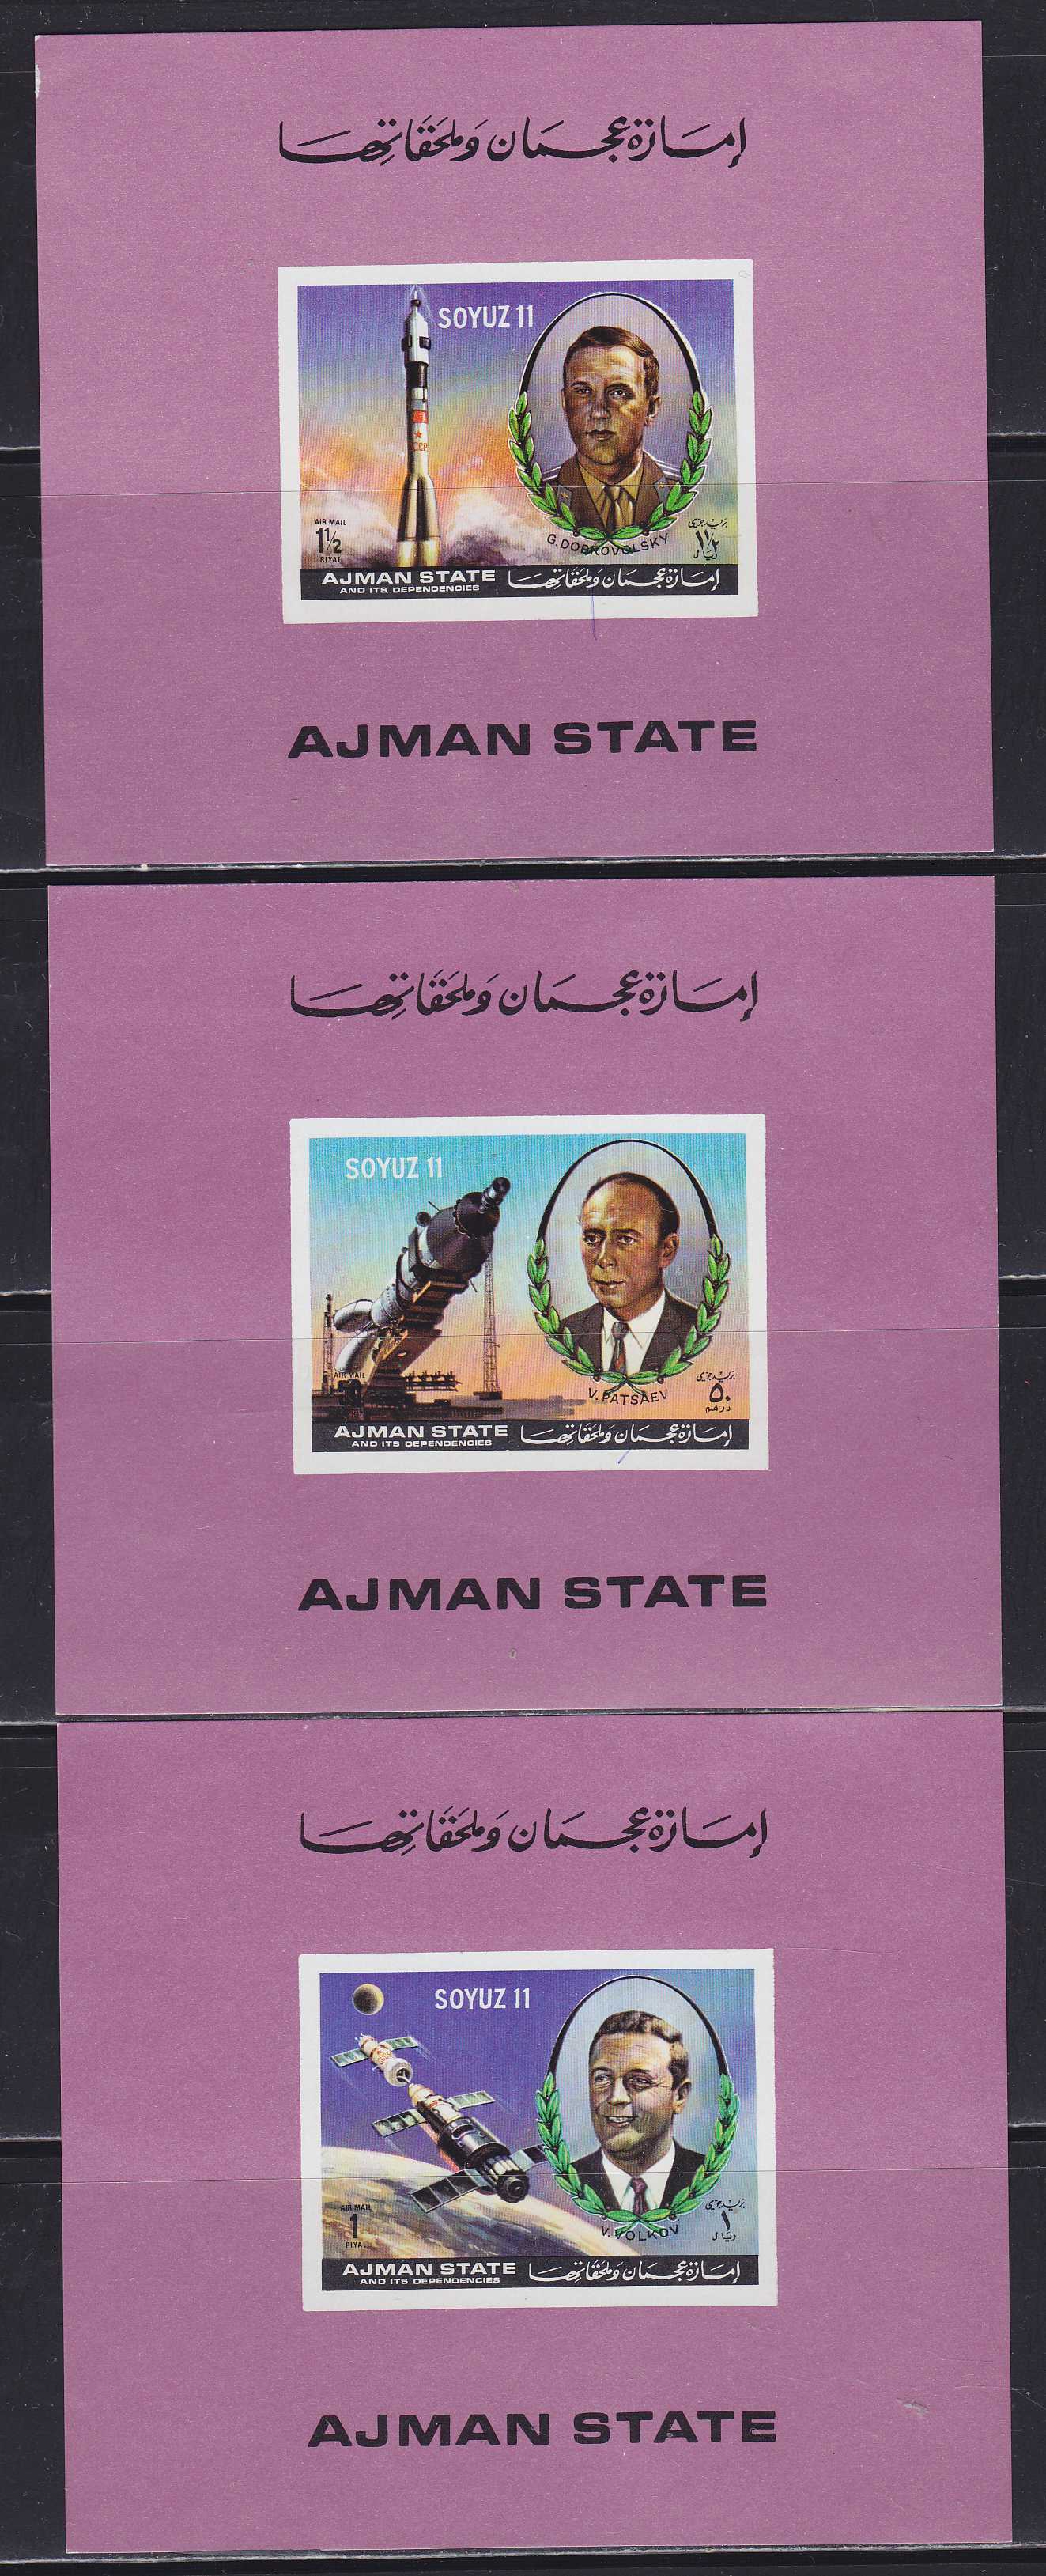 إمارة عجمان وملحقاتها
SOYUZ 11
CCCP
G. DOBROVOLSKY
AIR MAIL
1½
RIYAL
بريد جوي
١ ١/٢
ريال
AJMAN STATE
AND ITS DEPENDENCIES
إمارة عجمان وملحقاتها
AJMAN STATE
إمارة عجمان وملحقاتها
SOYUZ 11
V. PATSAEV
AIR MAIL
بريد جوي
٥٠
درهم
AJMAN STATE
AND ITS DEPENDENCIES
إمارة عجمان وملحقاتها
AJMAN STATE
إمارة عجمان وملحقاتها
SOYUZ 11
V. VOLKOV
AIR MAIL
1
RIYAL
بريد جوي
١
ريال
AJMAN STATE
AND ITS DEPENDENCIES
إمارة عجمان وملحقاتها
AJMAN STATE